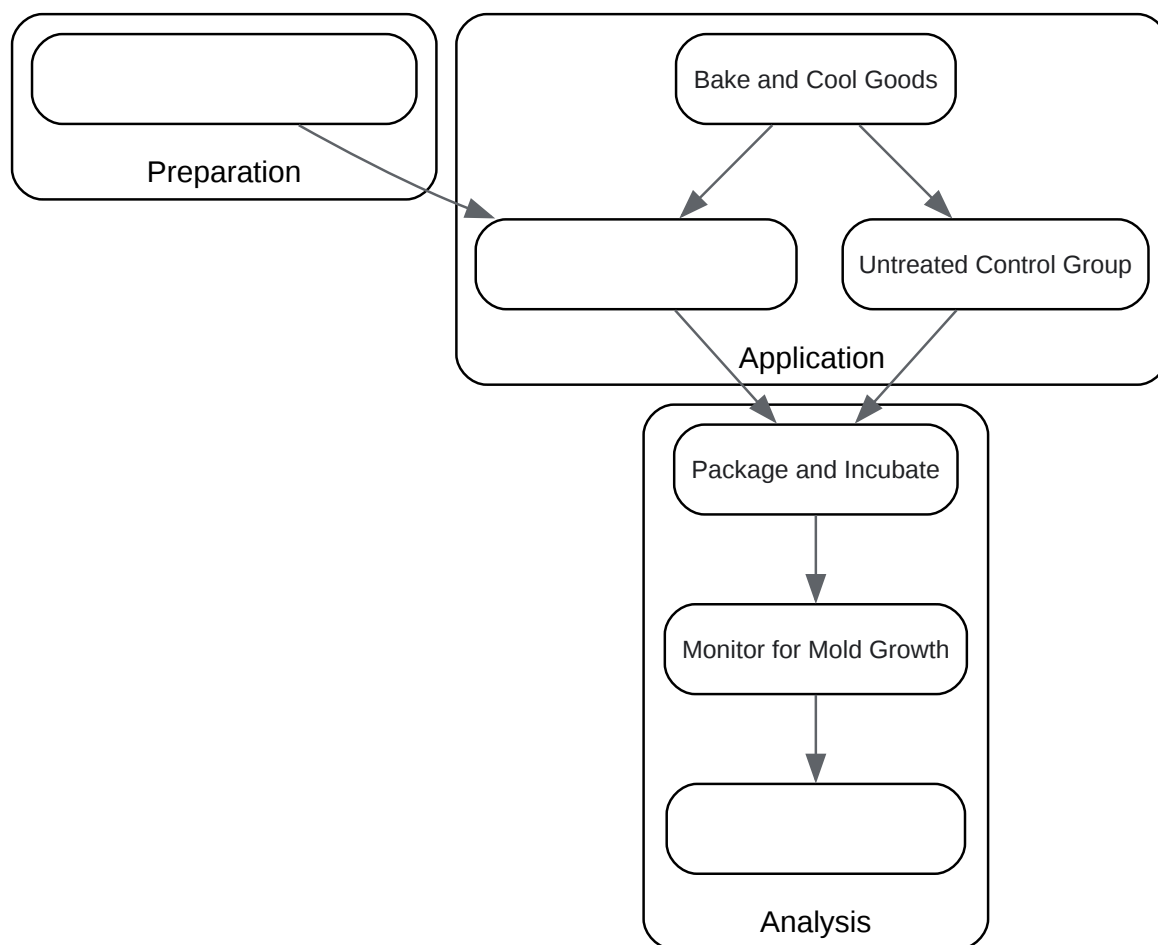 Bake and Cool Goods
Preparation
Untreated Control Group
Application
Package and Incubate
Monitor for Mold Growth
Analysis